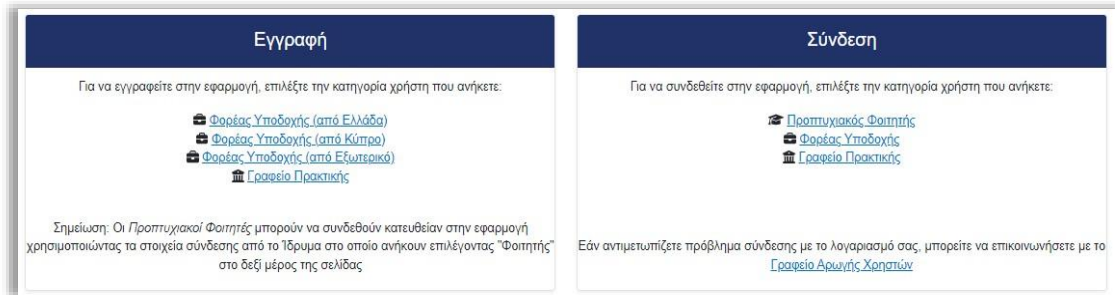 Εγγραφή
Για να εγγραφείτε στην εφαρμογή, επιλέξτε την κατηγορία χρήστη που ανήκετε:
Φορέας Υποδοχής (από Ελλάδα)
Φορέας Υποδοχής (από Κύπρο)
Φορέας Υποδοχής (από Εξωτερικό)
Γραφείο Πρακτικής
Σημείωση: Οι Προπτυχιακοί Φοιτητές μπορούν να συνδεθούν κατευθείαν στην εφαρμογή
χρησιμοποιώντας τα στοιχεία σύνδεσης από το Ίδρυμα στο οποίο ανήκουν επιλέγοντας "Φοιτητής"
στο δεξί μέρος της σελίδας
Σύνδεση
Για να συνδεθείτε στην εφαρμογή, επιλέξτε την κατηγορία χρήστη που ανήκετε:
Προπτυχιακός Φοιτητής
Φορέας Υποδοχής
Γραφείο Πρακτικής
Εάν αντιμετωπίζετε πρόβλημα σύνδεσης με το λογαριασμό σας, μπορείτε να επικοινωνήσετε με το
Γραφείο Αρωγής Χρηστών